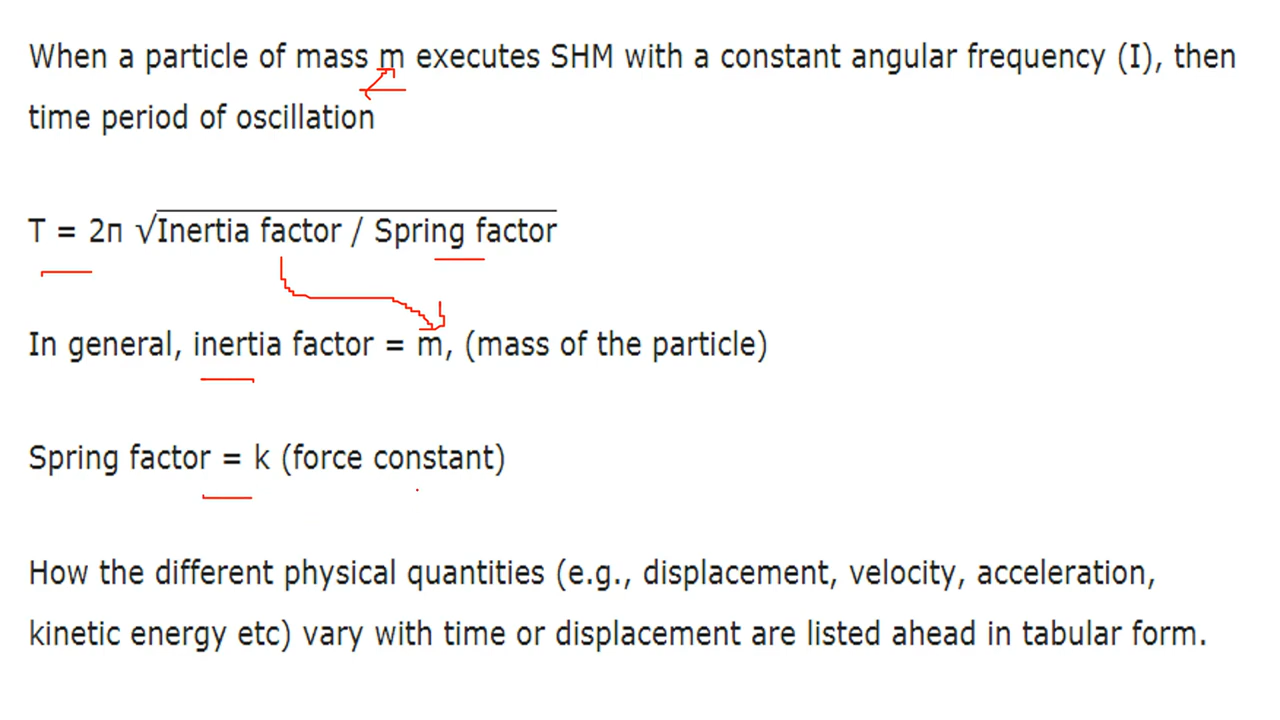 When a particle of mass m executes SHM with a constant angular frequency (I), then
time period of oscillation
T = 2п √Inertia factor / Spring factor
In general, inertia factor = m, (mass of the particle)
Spring factor = k (force constant)
How the different physical quantities (e.g., displacement, velocity, acceleration,
kinetic energy etc) vary with time or displacement are listed ahead in tabular form.